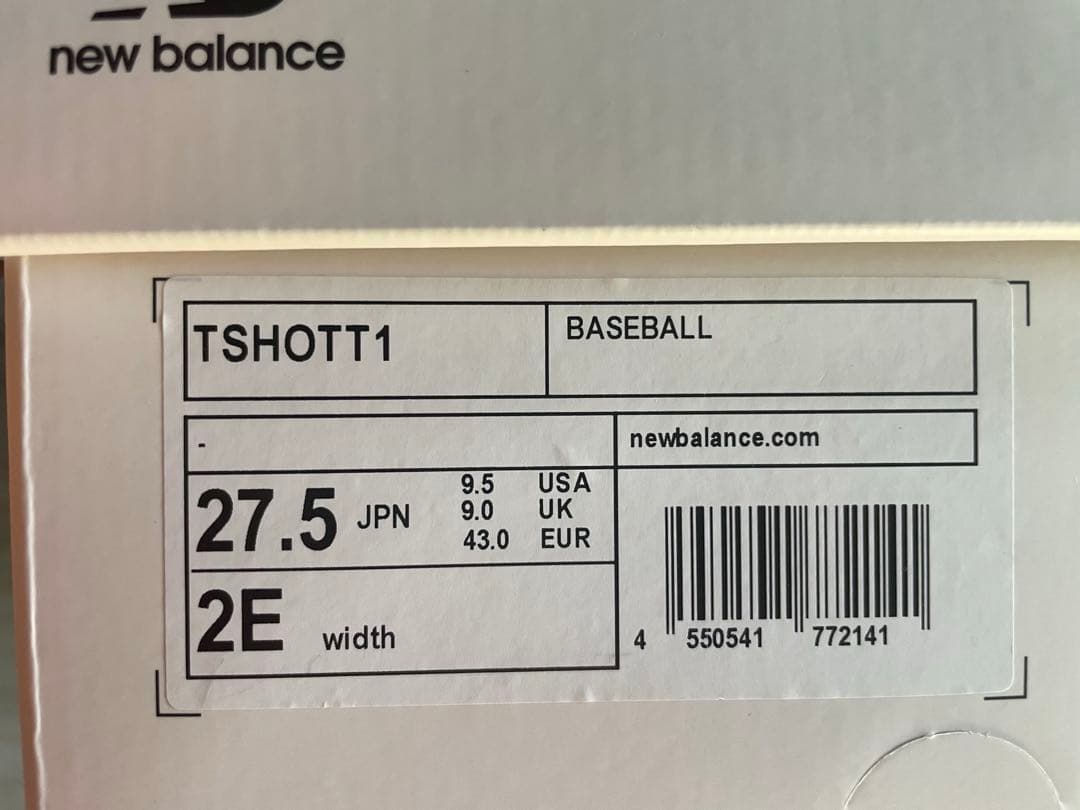 new balance
TSHOTT1
BASEBALL
-
newbalance.com
27.5 JPN
9.5 USA
9.0 UK
43.0 EUR
2E width
4 550541 772141